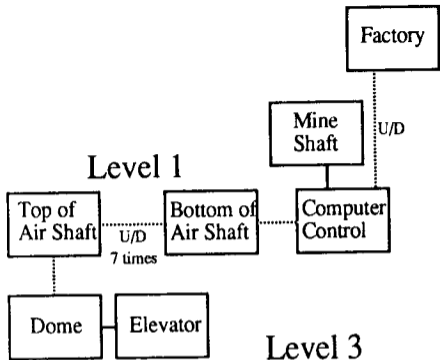 Factory
U/D
Mine
Shaft
Level 1
Top of
Air Shaft
U/D
7 times
Bottom of
Air Shaft
Computer
Control
Dome
Elevator
Level 3